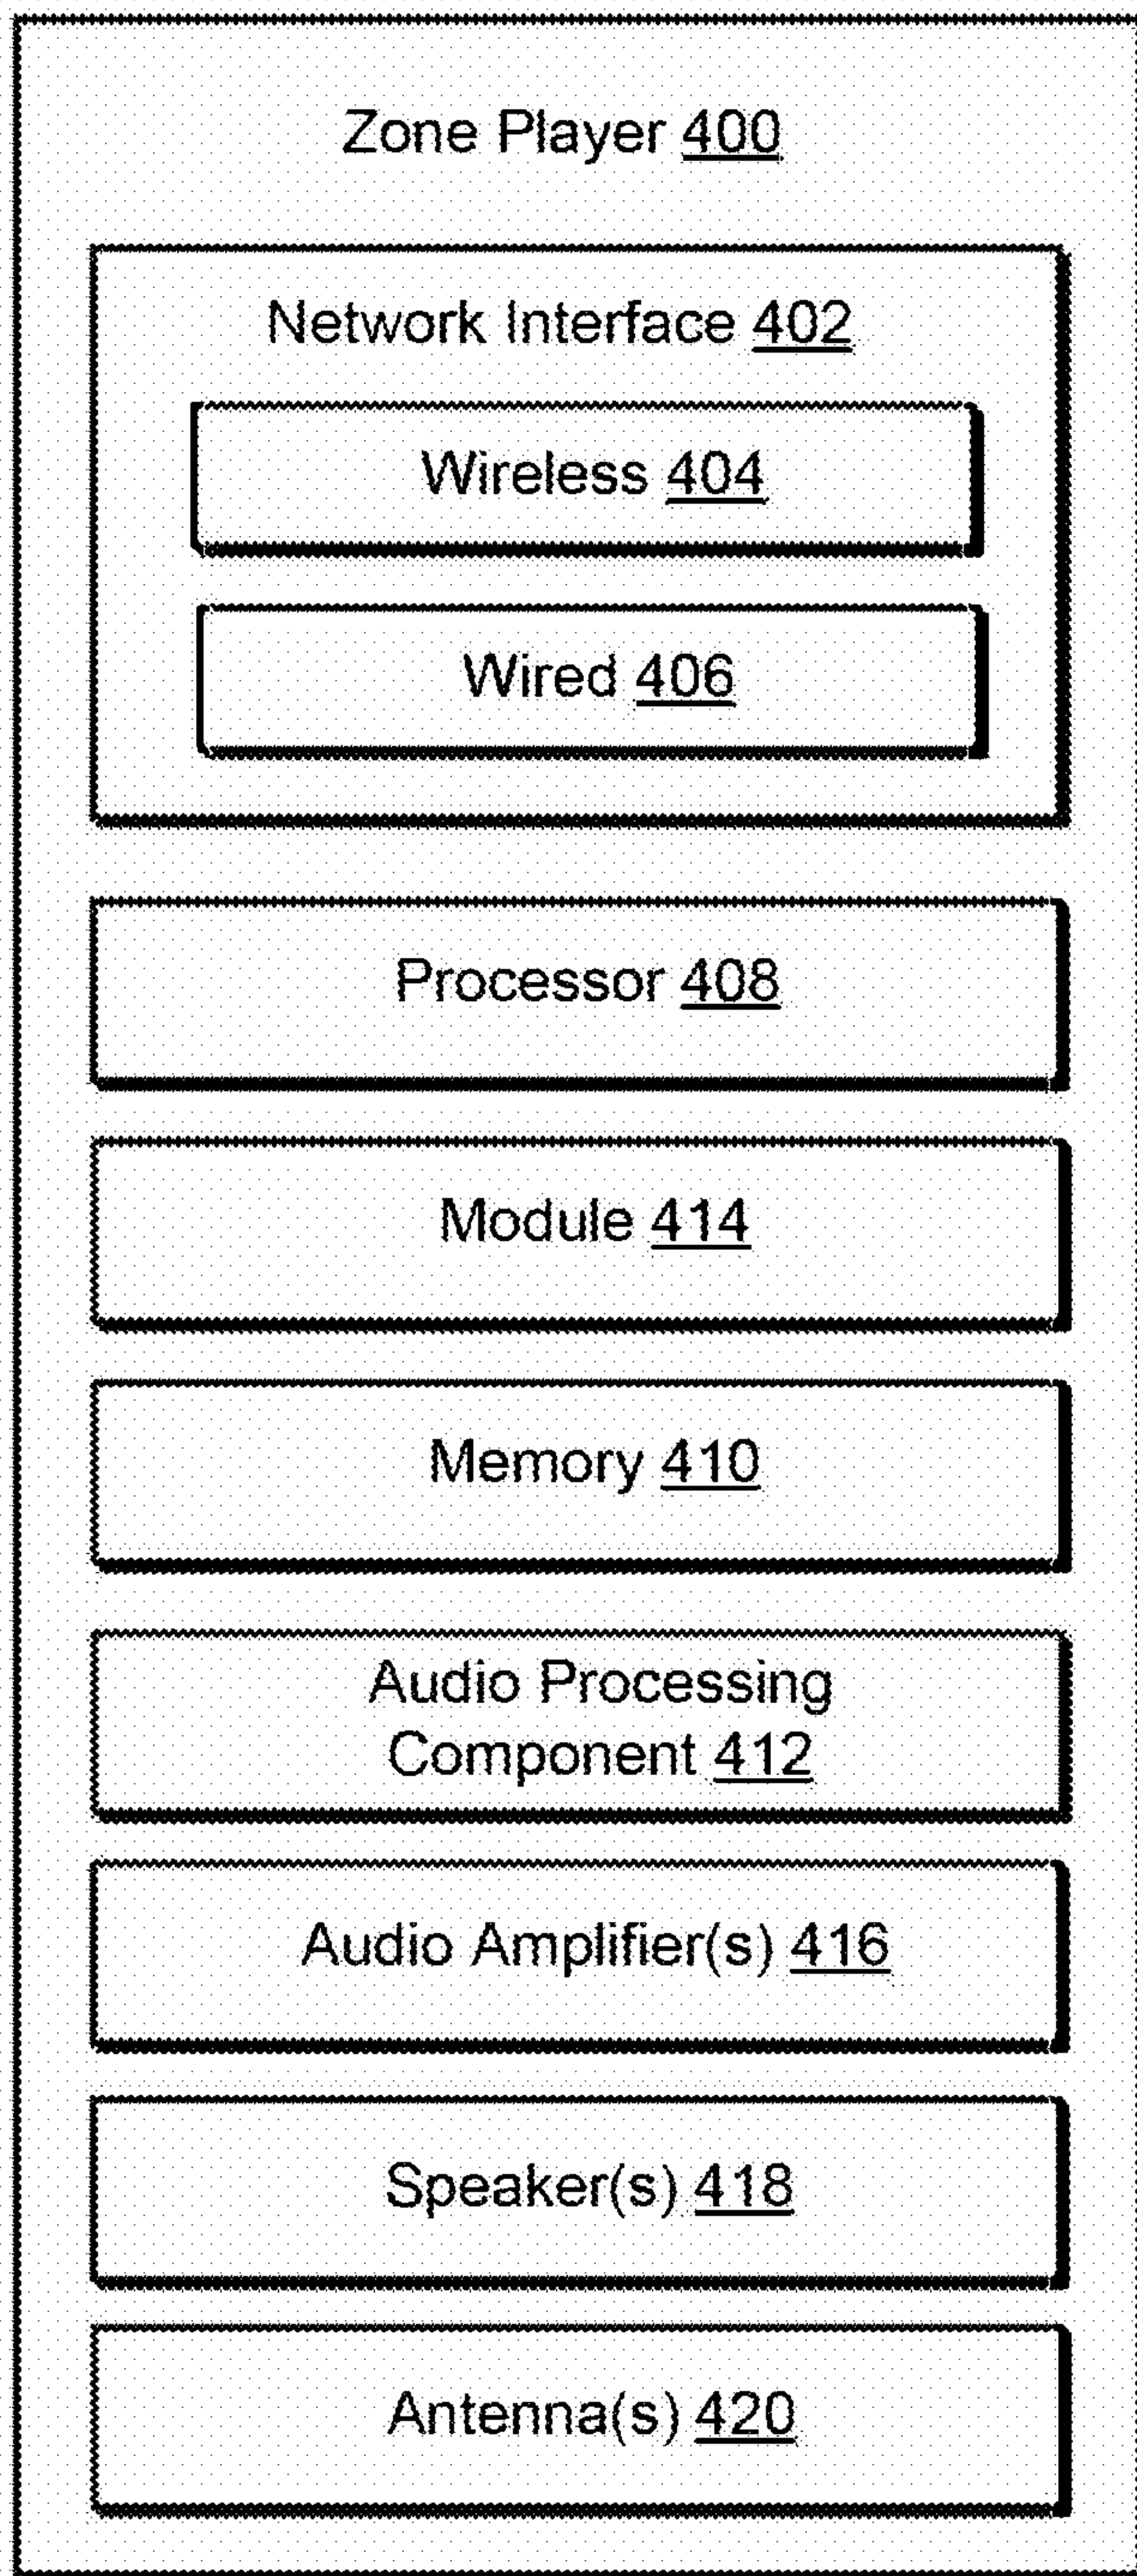 Zone Player 400
Network Interface 402
Wireless 404
Wired 406
Processor 408
Module 414
Memory 410
Audio Processing
Component 412
Audio Amplifier(s) 416
Speaker(s) 418
Antenna(s) 420